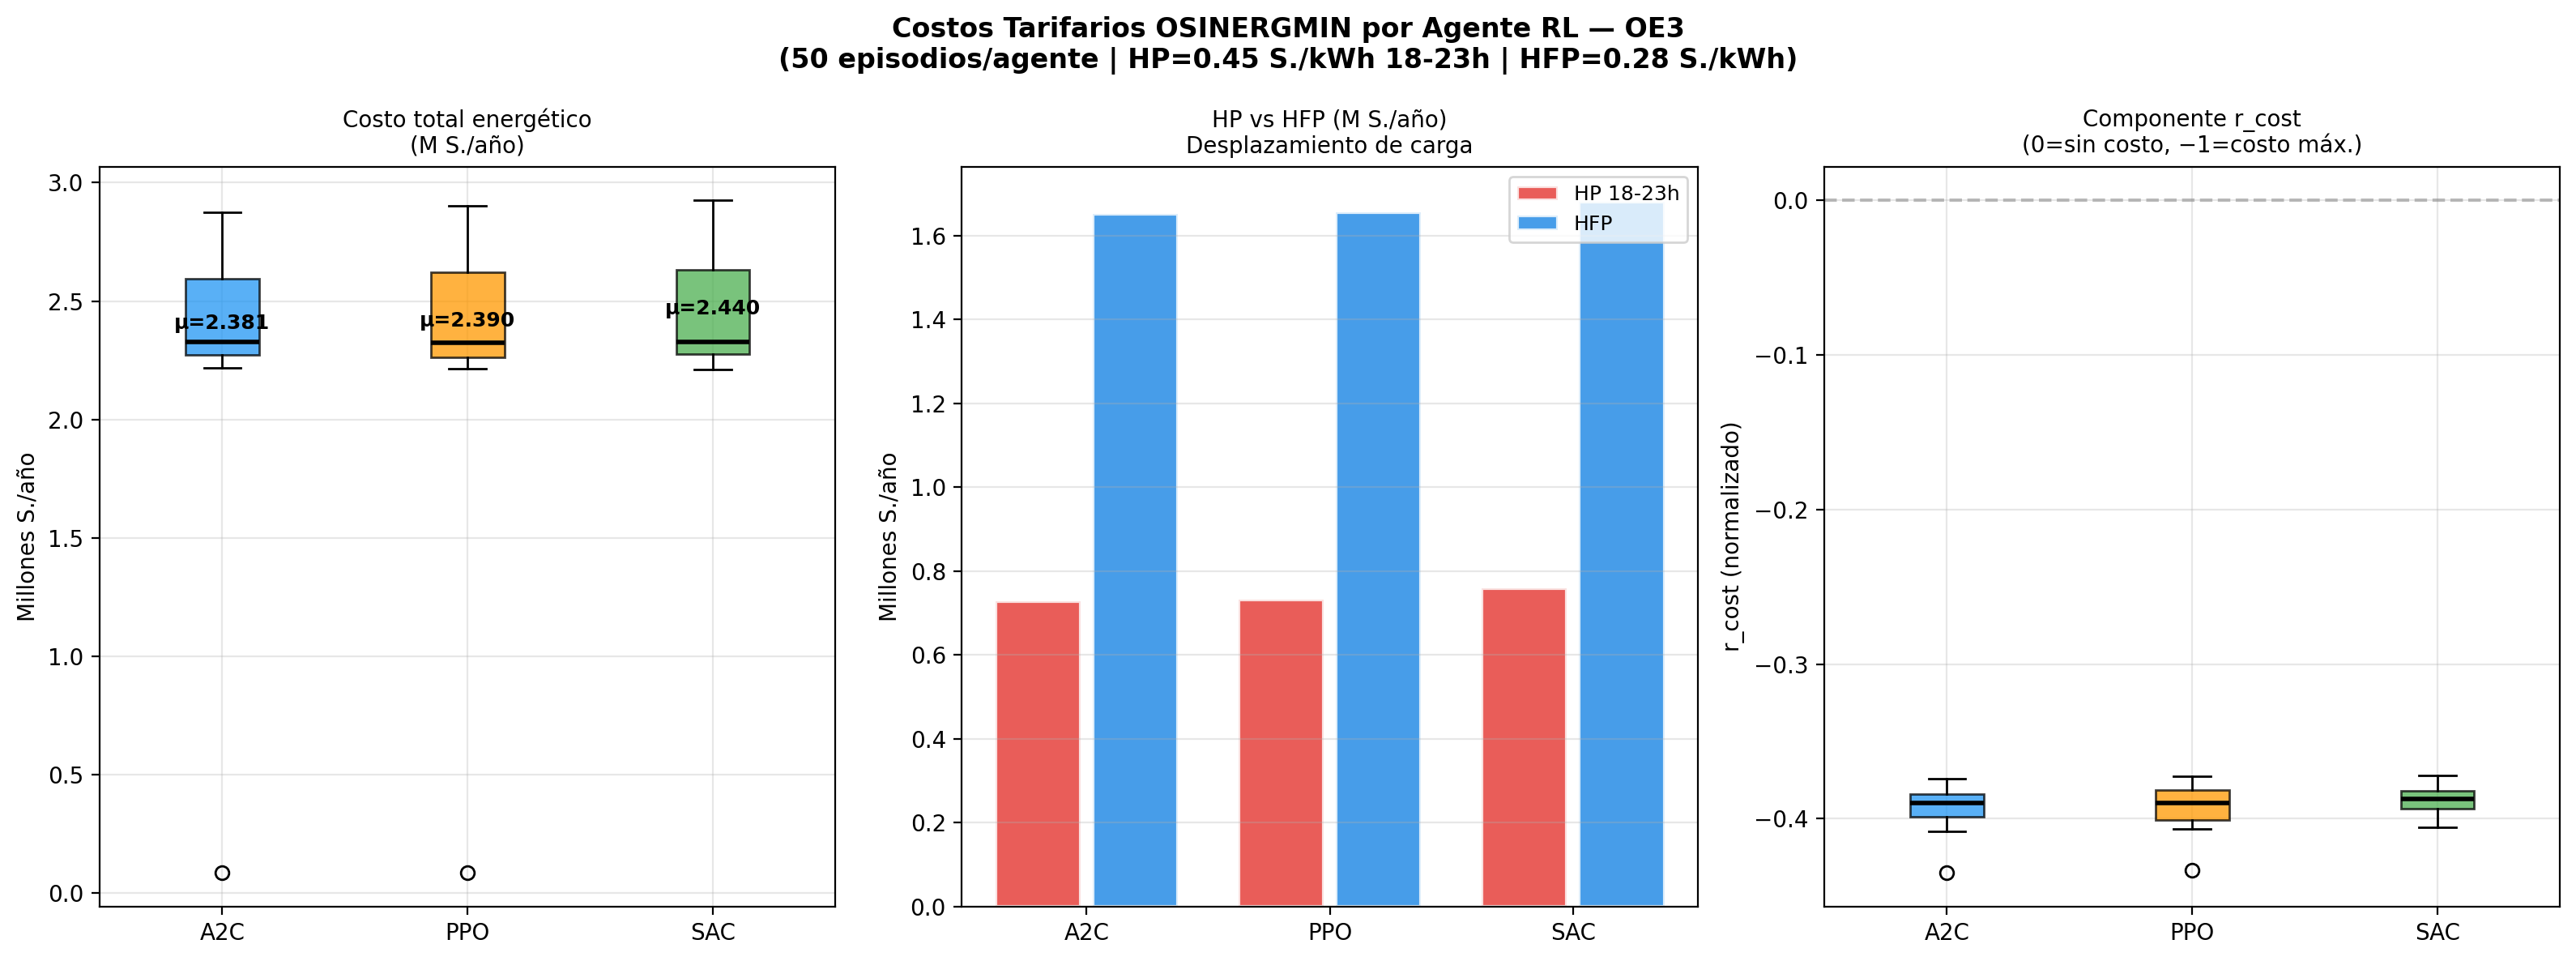 Costos Tarifarios OSINERGMIN por Agente RL — OE3
(50 episodios/agente | HP=0.45 S./kWh 18-23h | HFP=0.28 S./kWh)
Costo total energético
(M S./año)
Millones S./año
3.0
2.5
2.0
1.5
1.0
0.5
0.0
μ=2.381
μ=2.390
μ=2.440
A2C
PPO
SAC
HP vs HFP (M S./año)
Desplazamiento de carga
Millones S./año
1.6
1.4
1.2
1.0
0.8
0.6
0.4
0.2
0.0
HP 18-23h
HFP
A2C
PPO
SAC
Componente r_cost
(0=sin costo, −1=costo máx.)
r_cost (normalizado)
0.0
−0.1
−0.2
−0.3
−0.4
A2C
PPO
SAC